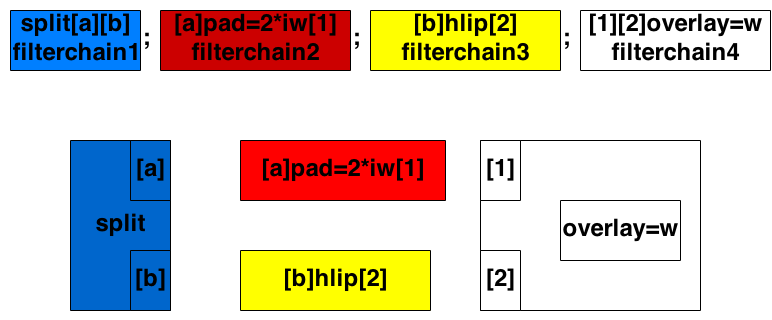 split[a][b]
filterchain1
;
[a]pad=2*iw[1]
filterchain2
;
[b]hlip[2]
filterchain3
;
[1][2]overlay=w
filterchain4
[a]
split
[b]
[a]pad=2*iw[1]
[b]hlip[2]
[1]
overlay=w
[2]